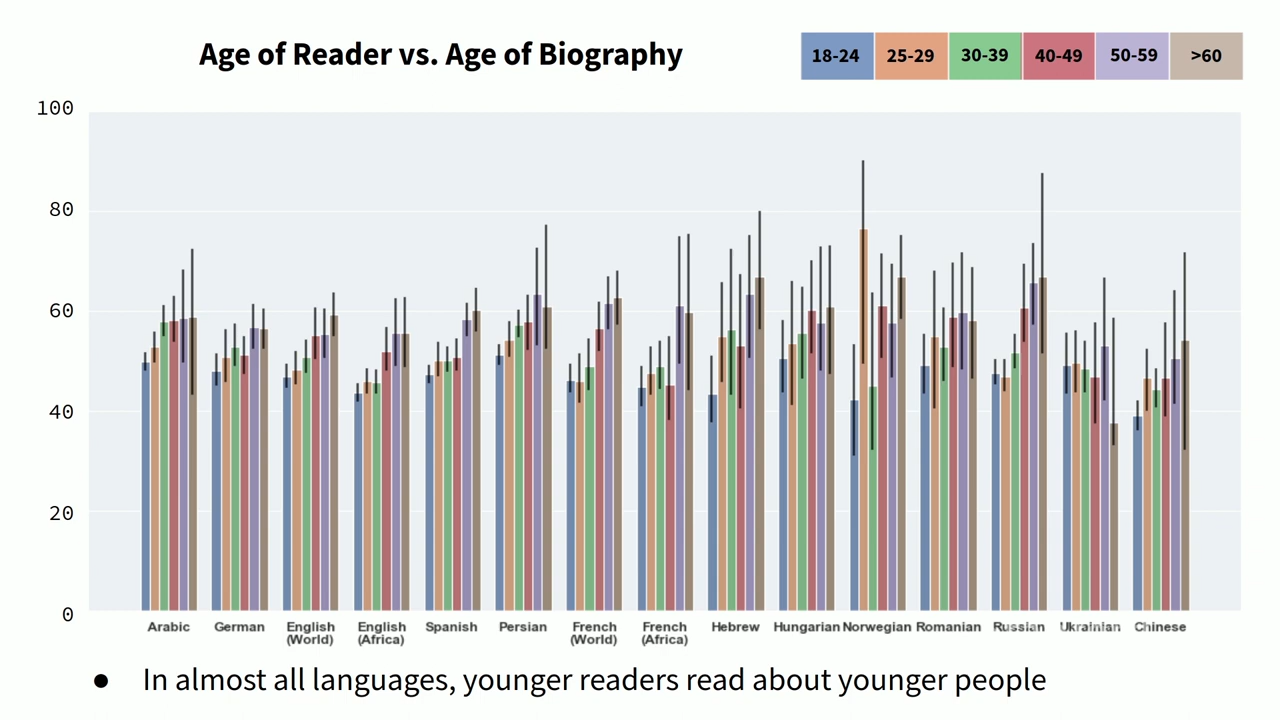 Age of Reader vs. Age of Biography
18-24 25-29 30-39 40-49 50-59 >60
100
80
60
40
20
0
Arabic German English (World) English (Africa) Spanish Persian French (World) French (Africa) Hebrew Hungarian Norwegian Romanian Russian Ukrainian Chinese
● In almost all languages, younger readers read about younger people